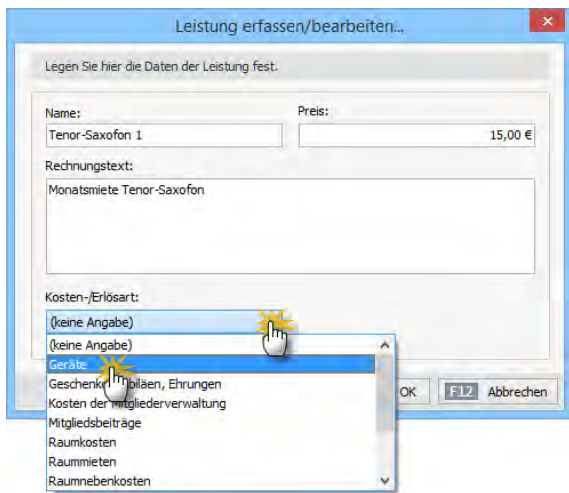 Leistung erfassen/bearbeiten...
Legen Sie hier die Daten der Leistung fest.
Name: Preis:
Tenor-Saxofon 1 15,00 €
Rechnungstext:
Monatsmiete Tenor-Saxofon
Kosten-/Erlösart:
(keine Angabe)
(keine Angabe)
Geräte
Ehrungen
Kosten der Mitgliederverwaltung
OK F12 Abbrechen
Mitgliedsbeiträge
Raumkosten
Raummieten
Raumnebenkosten